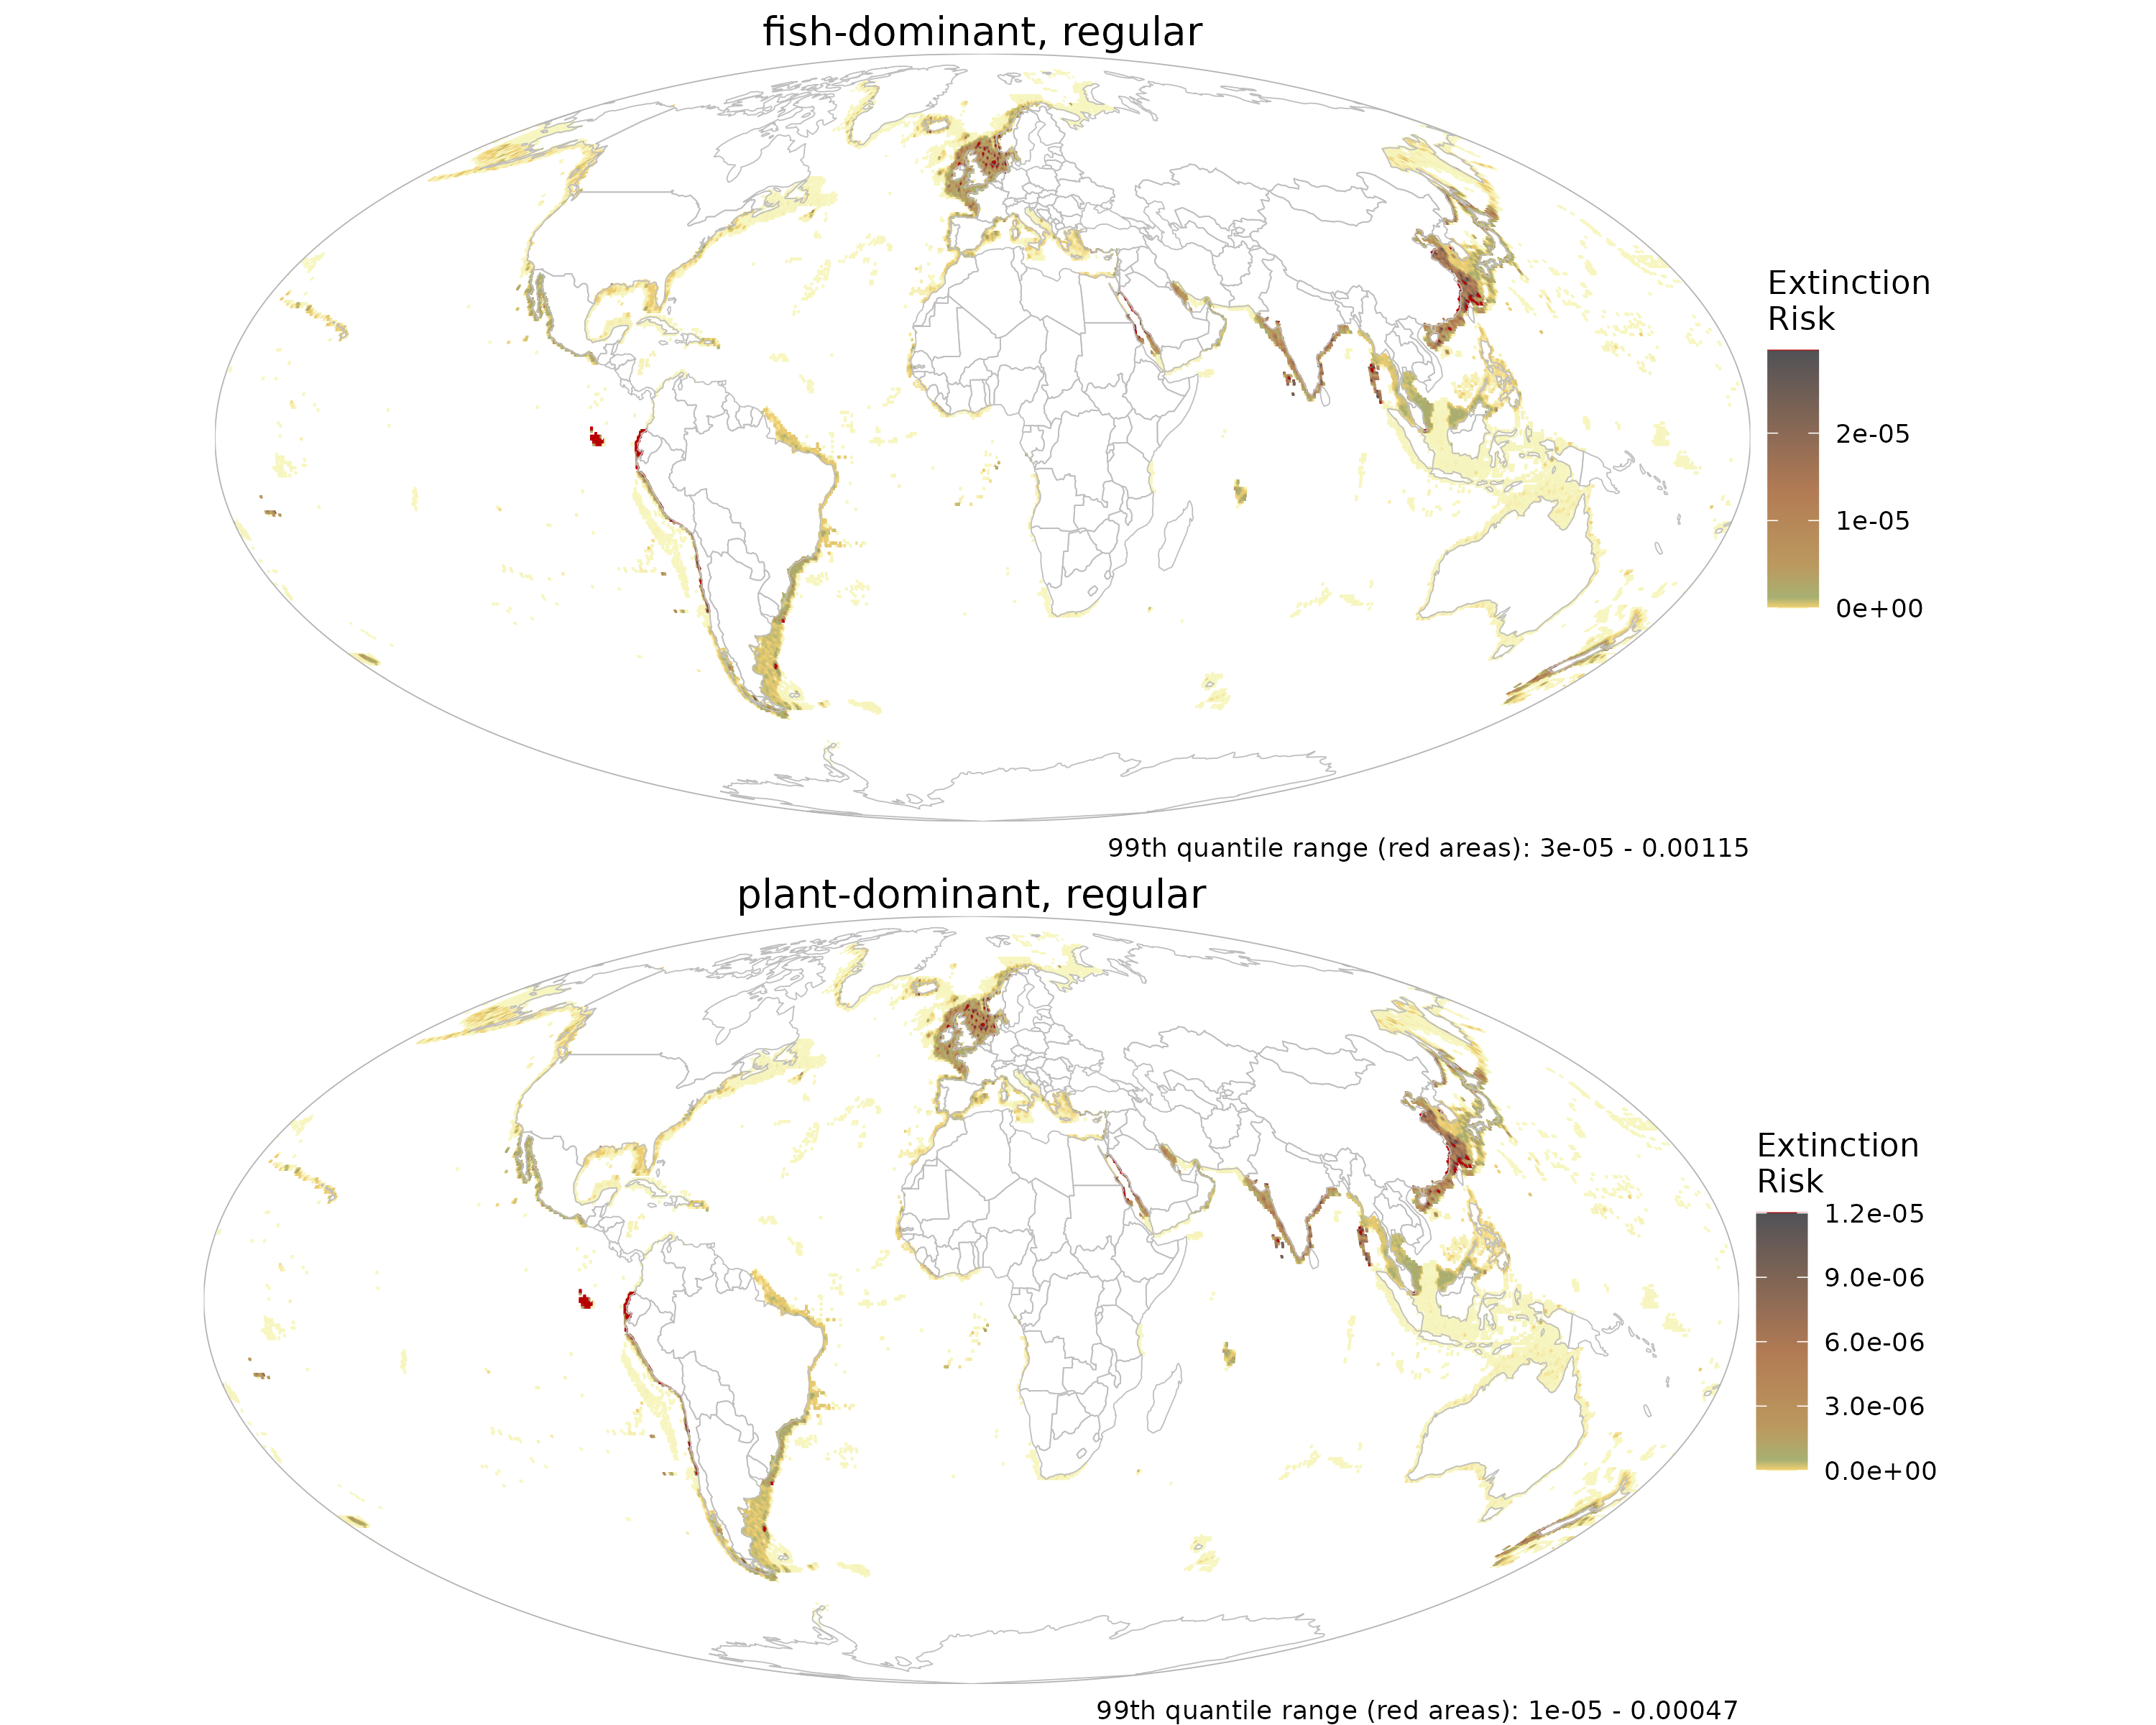 fish-dominant, regular
Extinction
Risk
2e-05
1e-05
0e+00
99th quantile range (red areas): 3e-05 - 0.00115
plant-dominant, regular
Extinction
Risk
1.2e-05
9.0e-06
6.0e-06
3.0e-06
0.0e+00
99th quantile range (red areas): 1e-05 - 0.00047